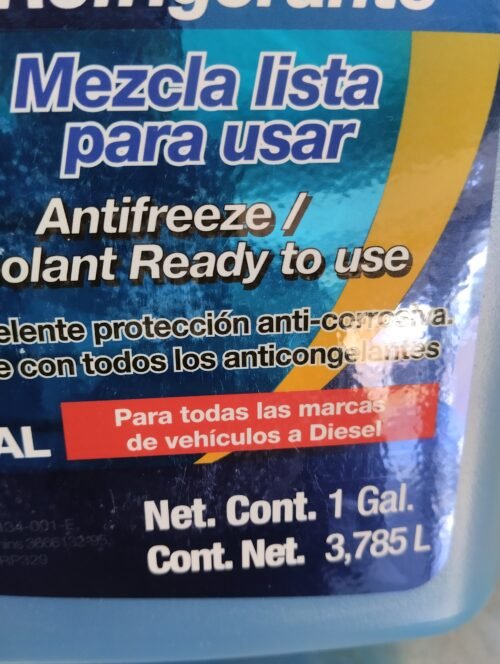 Refrigerante
Mezcla lista
para usar
Antifreeze /
olant Ready to use
elente protección anti-corrosiva.
e con todos los anticongelantes
AL
Para todas las marcas
de vehículos a Diesel
Net. Cont. 1 Gal.
Cont. Net. 3,785 L